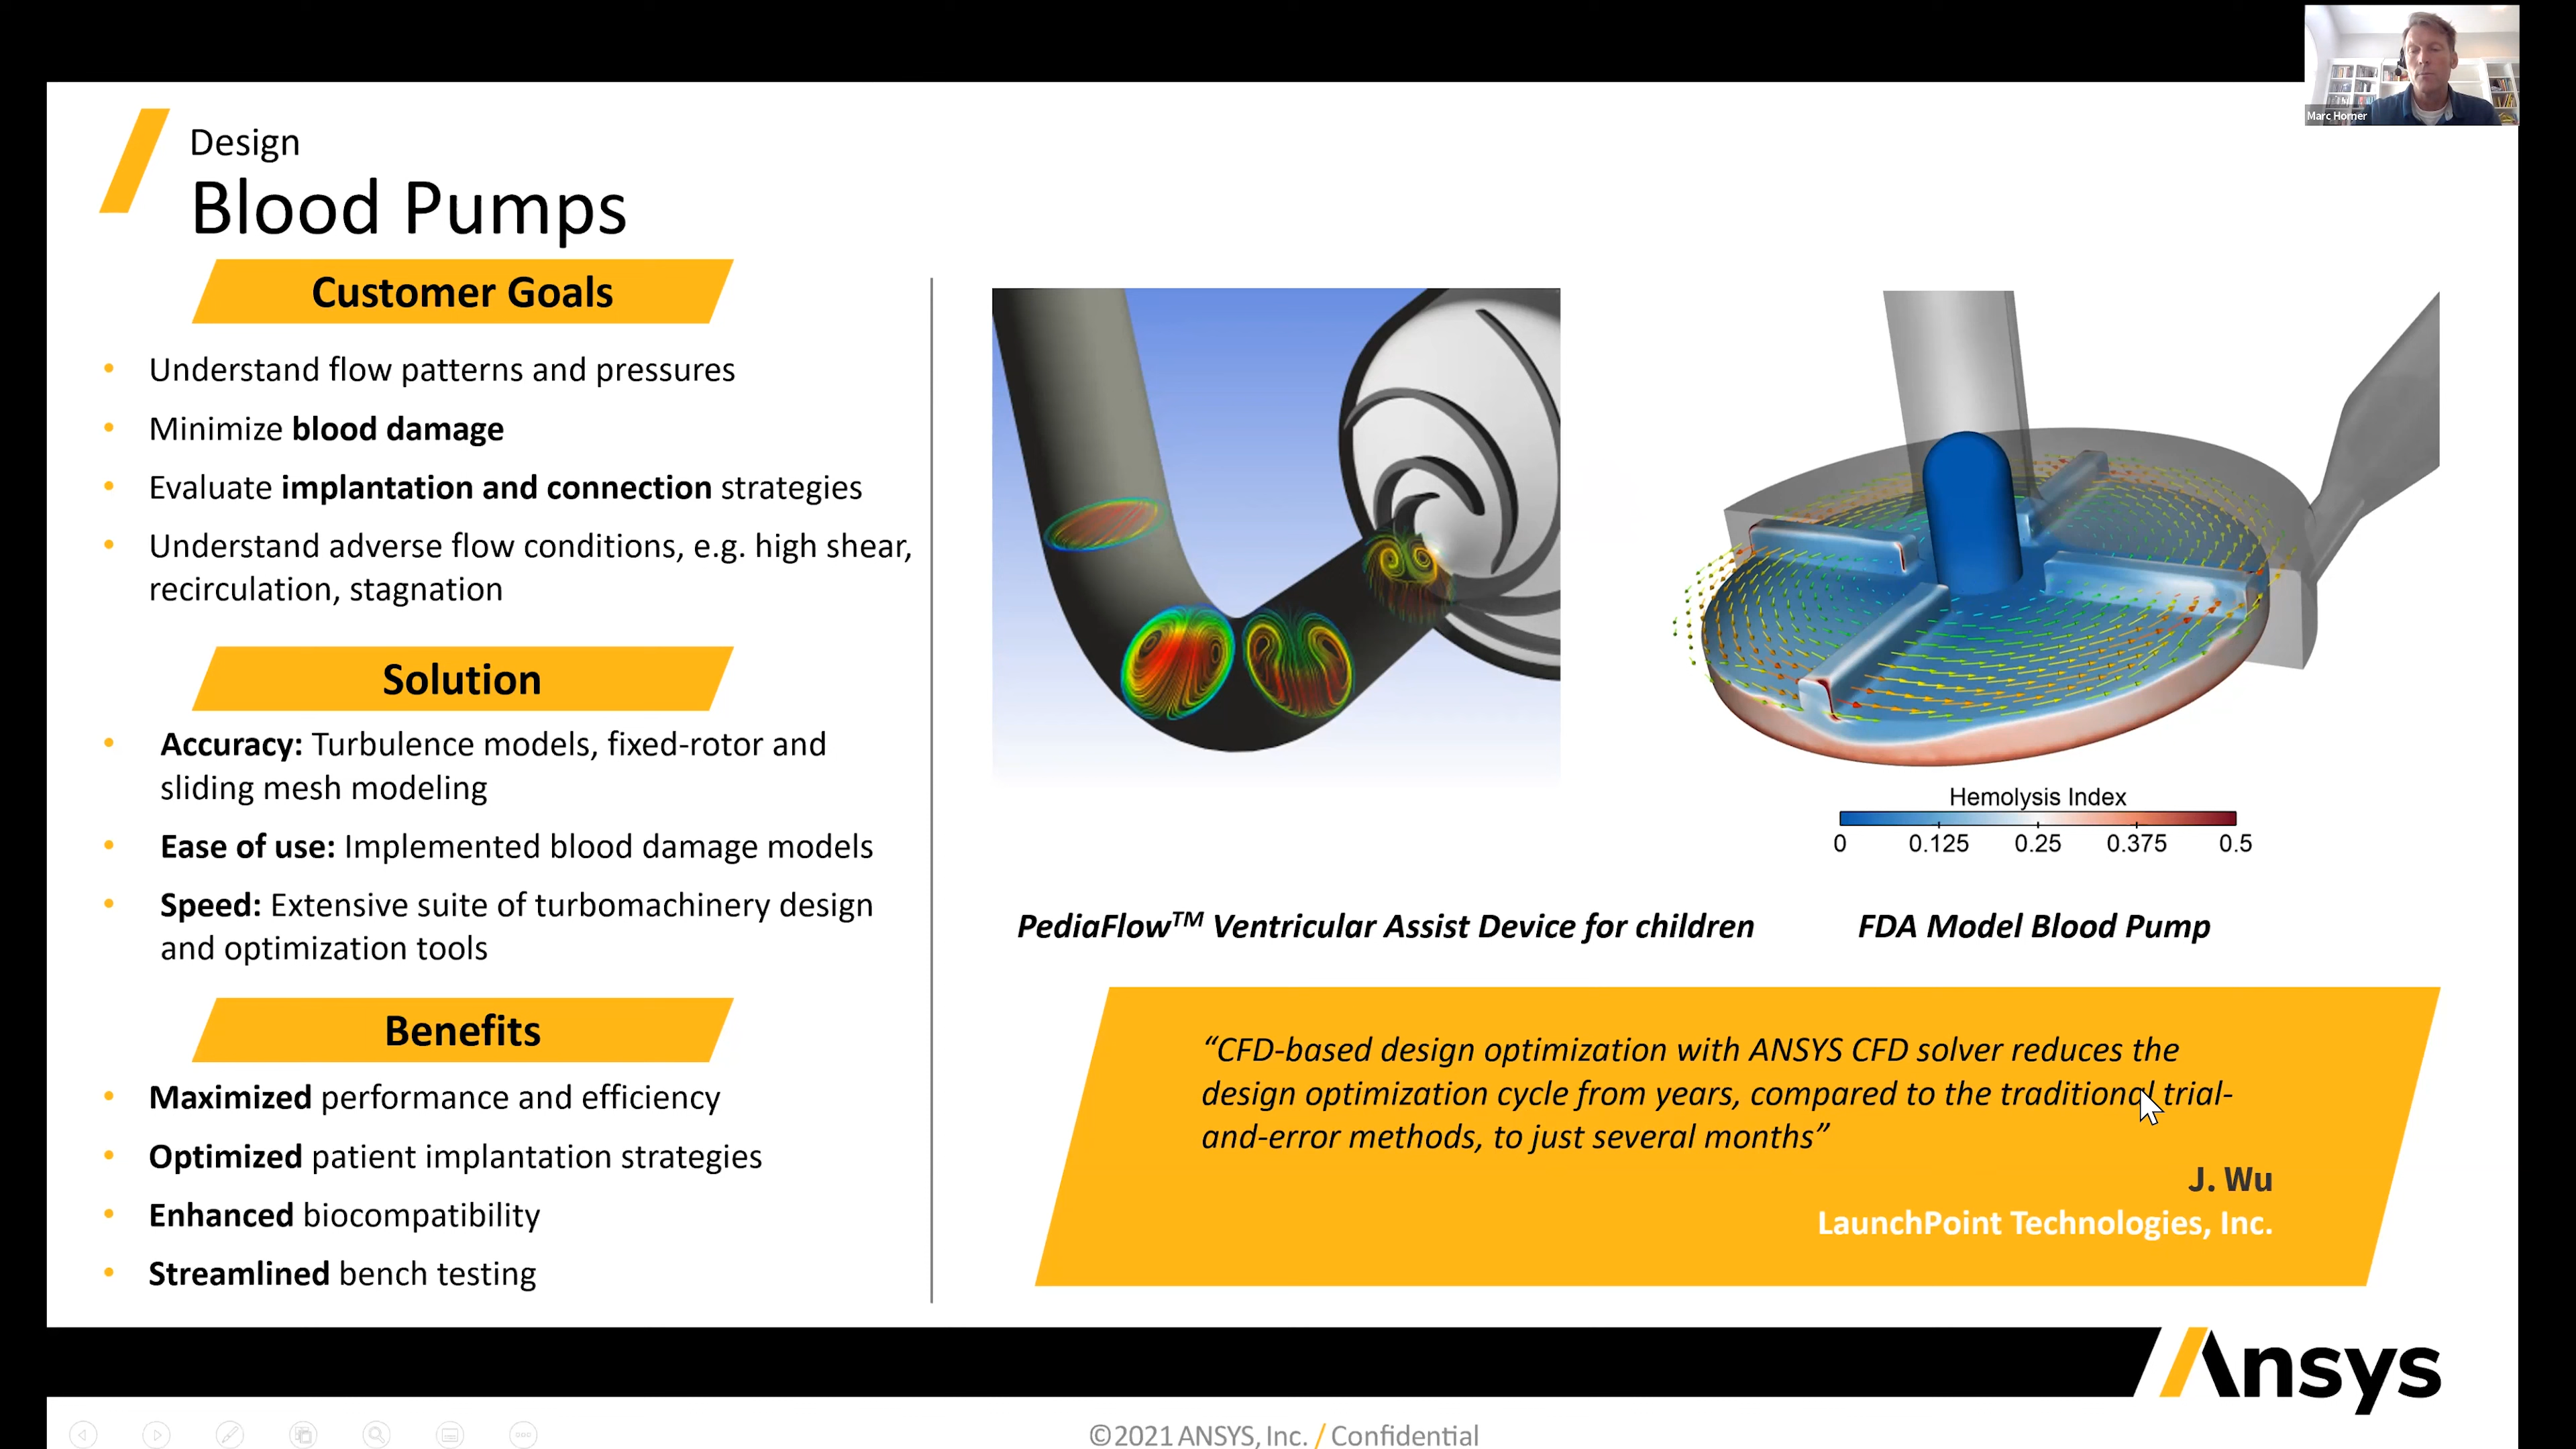 Marc Horner
Design
Blood Pumps
Customer Goals
• Understand flow patterns and pressures
• Minimize blood damage
• Evaluate implantation and connection strategies
• Understand adverse flow conditions, e.g. high shear,
recirculation, stagnation
Solution
• Accuracy: Turbulence models, fixed-rotor and
sliding mesh modeling
• Ease of use: Implemented blood damage models
• Speed: Extensive suite of turbomachinery design
and optimization tools
Benefits
• Maximized performance and efficiency
• Optimized patient implantation strategies
• Enhanced biocompatibility
• Streamlined bench testing
Hemolysis Index
0 0.125 0.25 0.375 0.5
PediaFlow™ Ventricular Assist Device for children
FDA Model Blood Pump
“CFD-based design optimization with ANSYS CFD solver reduces the
design optimization cycle from years, compared to the traditional trial-
and-error methods, to just several months”
J. Wu
LaunchPoint Technologies, Inc.
Ansys
©2021 ANSYS, Inc. / Confidential